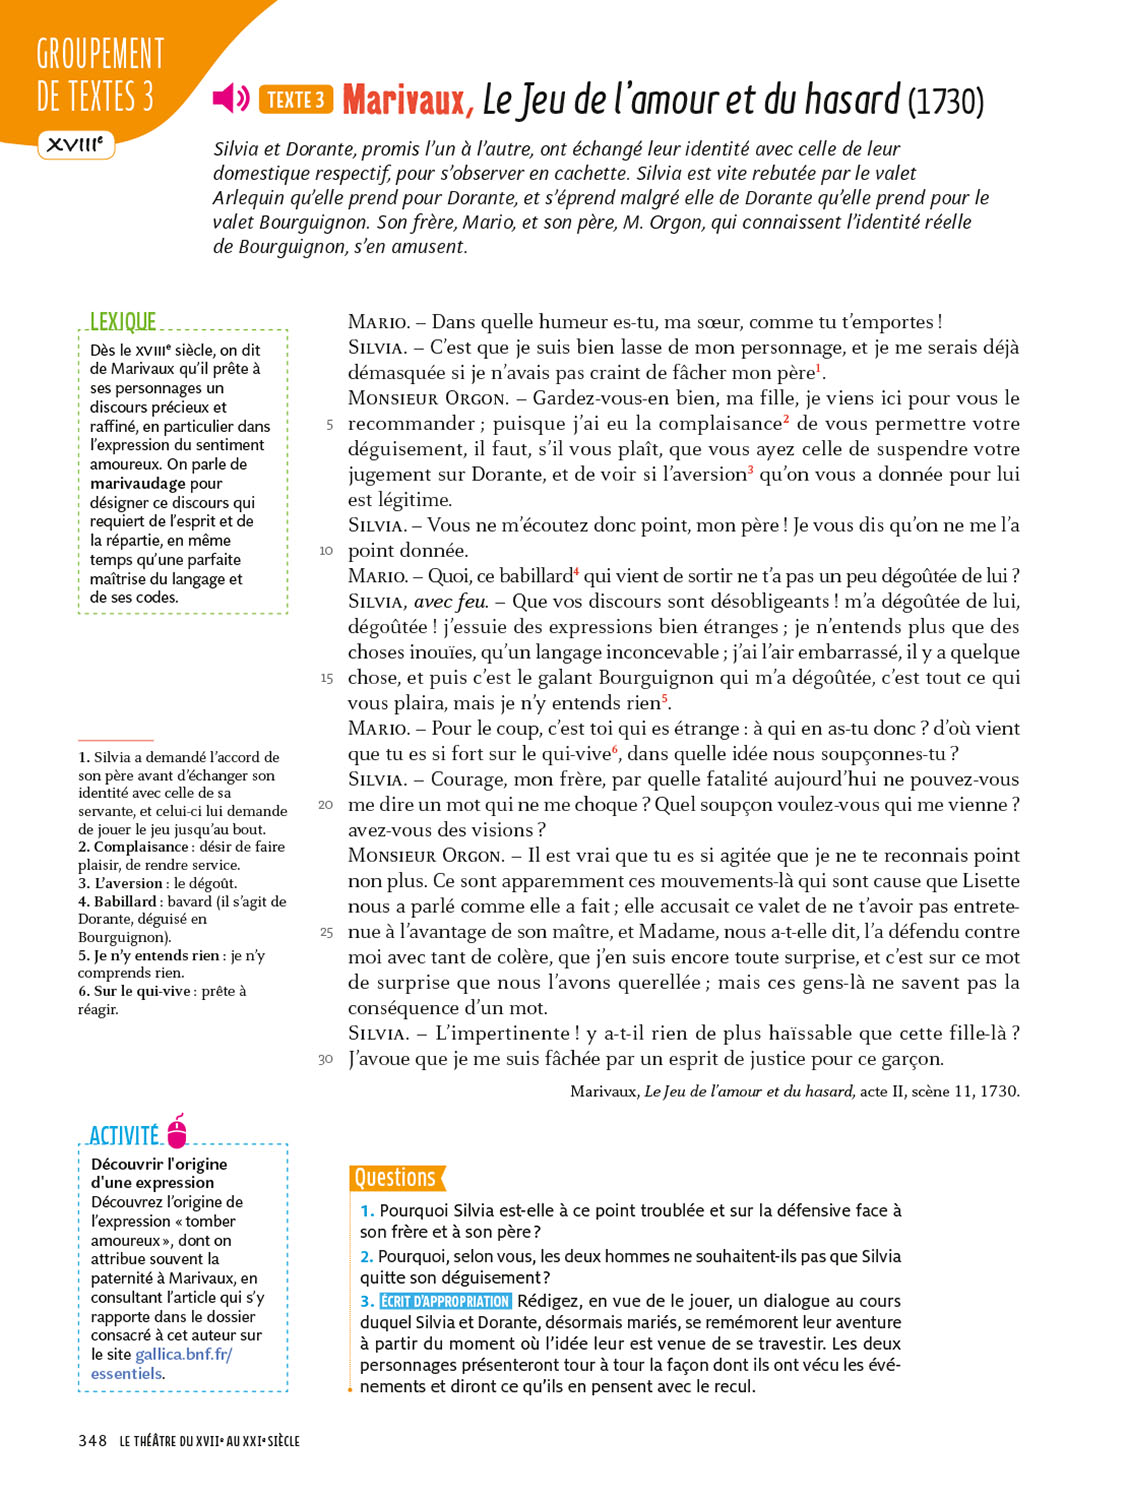 GROUPEMENT
DE TEXTES 3
XVIIIe
TEXTE 3 Marivaux, Le Jeu de l’amour et du hasard (1730)
Silvia et Dorante, promis l’un à l’autre, ont échangé leur identité avec celle de leur
domestique respectif, pour s’observer en cachette. Silvia est vite rebutée par le valet
Arlequin qu’elle prend pour Dorante, et s’éprend malgré elle de Dorante qu’elle prend pour le
valet Bourguignon. Son frère, Mario, et son père, M. Orgon, qui connaissent l’identité réelle
de Bourguignon, s’en amusent.
LEXIQUE
Dès le XVIIIe siècle, on dit
de Marivaux qu’il prête à
ses personnages un
discours précieux et
raffiné, en particulier dans
l’expression du sentiment
amoureux. On parle de
marivaudage pour
désigner ce discours qui
requiert de l’esprit et de
la répartie, en même
temps qu’une parfaite
maîtrise du langage et
de ses codes.
1. Silvia a demandé l’accord de
son père avant d’échanger son
identité avec celle de sa
servante, et celui-ci lui demande
de jouer le jeu jusqu’au bout.
2. Complaisance : désir de faire
plaisir, de rendre service.
3. L’aversion : le dégoût.
4. Babillard : bavard (il s’agit de
Dorante, déguisé en
Bourguignon).
5. Je n’y entends rien : je n’y
comprends rien.
6. Sur le qui-vive : prête à
réagir.
MARIO. – Dans quelle humeur es-tu, ma sœur, comme tu t’emportes !
SILVIA. – C’est que je suis bien lasse de mon personnage, et je me serais déjà
démasquée si je n’avais pas craint de fâcher mon père1.
MONSIEUR ORGON. – Gardez-vous-en bien, ma fille, je viens ici pour vous le
5 recommander ; puisque j’ai eu la complaisance2 de vous permettre votre
déguisement, il faut, s’il vous plaît, que vous ayez celle de suspendre votre
jugement sur Dorante, et de voir si l’aversion3 qu’on vous a donnée pour lui
est légitime.
SILVIA. – Vous ne m’écoutez donc point, mon père ! Je vous dis qu’on ne me l’a
10 point donnée.
MARIO. – Quoi, ce babillard4 qui vient de sortir ne t’a pas un peu dégoûtée de lui ?
SILVIA, avec feu. – Que vos discours sont désobligeants ! m’a dégoûtée de lui,
dégoûtée ! j’essuie des expressions bien étranges ; je n’entends plus que des
choses inouïes, qu’un langage inconcevable ; j’ai l’air embarrassé, il y a quelque
15 chose, et puis c’est le galant Bourguignon qui m’a dégoûtée, c’est tout ce qui
vous plaira, mais je n’y entends rien5.
MARIO. – Pour le coup, c’est toi qui es étrange : à qui en as-tu donc ? d’où vient
que tu es si fort sur le qui-vive6, dans quelle idée nous soupçonnes-tu ?
SILVIA. – Courage, mon frère, par quelle fatalité aujourd’hui ne pouvez-vous
20 me dire un mot qui ne me choque ? Quel soupçon voulez-vous qui me vienne ?
avez-vous des visions ?
MONSIEUR ORGON. – Il est vrai que tu es si agitée que je ne te reconnais point
non plus. Ce sont apparemment ces mouvements-là qui sont cause que Lisette
nous a parlé comme elle a fait ; elle accusait ce valet de ne t’avoir pas entrete-
25 nue à l’avantage de son maître, et Madame, nous a-t-elle dit, l’a défendu contre
moi avec tant de colère, que j’en suis encore toute surprise, et c’est sur ce mot
de surprise que nous l’avons querellée ; mais ces gens-là ne savent pas la
conséquence d’un mot.
SILVIA. – L’impertinente ! y a-t-il rien de plus haïssable que cette fille-là ?
30 J’avoue que je me suis fâchée par un esprit de justice pour ce garçon.
Marivaux, Le Jeu de l’amour et du hasard, acte II, scène 11, 1730.
ACTIVITÉ
Découvrir l'origine
d'une expression
Découvrez l’origine de
l’expression « tomber
amoureux », dont on
attribue souvent la
paternité à Marivaux, en
consultant l’article qui s’y
rapporte dans le dossier
consacré à cet auteur sur
le site gallica.bnf.fr/
essentiels.
Questions
1. Pourquoi Silvia est-elle à ce point troublée et sur la défensive face à
son frère et à son père ?
2. Pourquoi, selon vous, les deux hommes ne souhaitent-ils pas que Silvia
quitte son déguisement ?
3. ÉCRIT D’APPROPRIATION Rédigez, en vue de le jouer, un dialogue au cours
duquel Silvia et Dorante, désormais mariés, se remémorent leur aventure
à partir du moment où l’idée leur est venue de se travestir. Les deux
personnages présenteront tour à tour la façon dont ils ont vécu les évé-
nements et diront ce qu’ils en pensent avec le recul.
348 LE THÉÂTRE DU XVIIe AU XXIe SIÈCLE